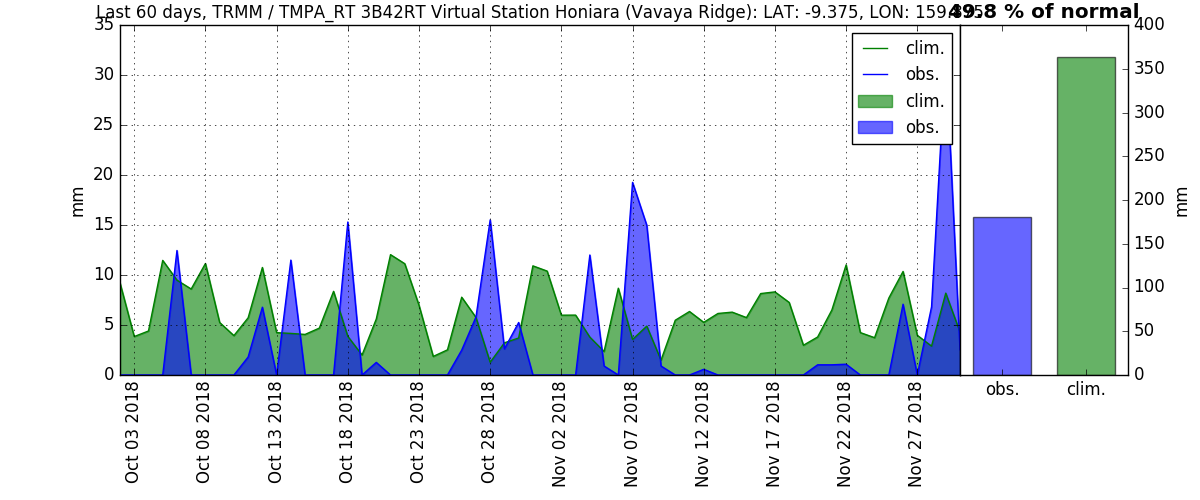 Last 60 days, TRMM / TMPA_RT 3B42RT Virtual Station Honiara (Vavaya Ridge): LAT: -9.375, LON:
49.8 % of normal
35
30
25
20
15
10
5
0
mm
clim.
obs.
clim.
obs.
400
350
300
250
200
150
100
50
0
mm
obs.
clim.
Oct 03 2018
Oct 08 2018
Oct 13 2018
Oct 18 2018
Oct 23 2018
Oct 28 2018
Nov 02 2018
Nov 07 2018
Nov 12 2018
Nov 17 2018
Nov 22 2018
Nov 27 2018